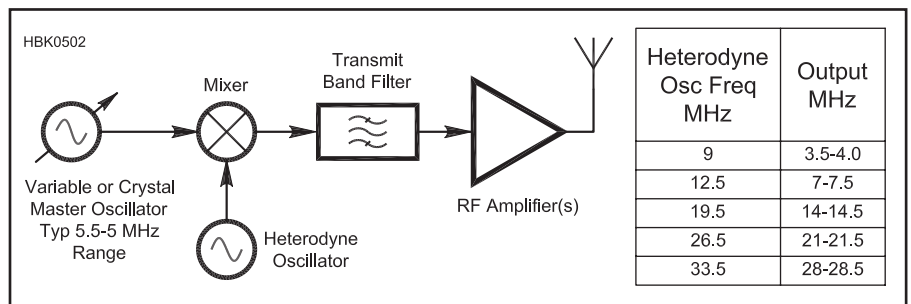 HBK0502
Mixer
Transmit
Band Filter
Variable or Crystal
Master Oscillator
Typ 5.5-5 MHz
Range
Heterodyne
Oscillator
RF Amplifier(s)
Heterodyne
Osc Freq
MHz
Output
MHz
9 3.5-4.0
12.5 7-7.5
19.5 14-14.5
26.5 21-21.5
33.5 28-28.5